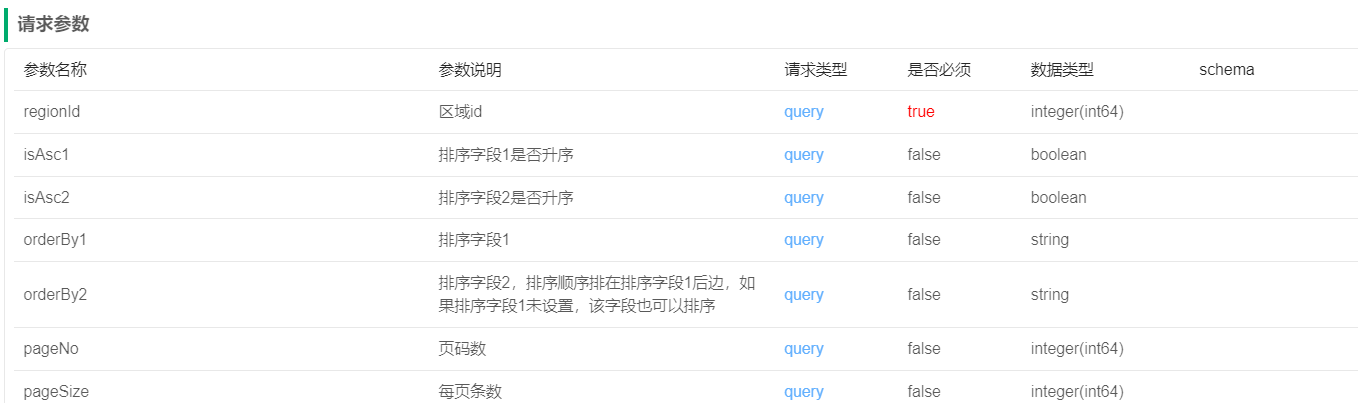 请求参数
参数名称 参数说明 请求类型 是否必须 数据类型 schema
regionId 区域id query true integer(int64)
isAsc1 排序字段1是否升序 query false boolean
isAsc2 排序字段2是否升序 query false boolean
orderBy1 排序字段1 query false string
orderBy2 排序字段2，排序顺序排在排序字段1后边，如 query false string
果排序字段1未设置，该字段也可以排序
pageNo 页码数 query false integer(int64)
pageSize 每页条数 query false integer(int64)